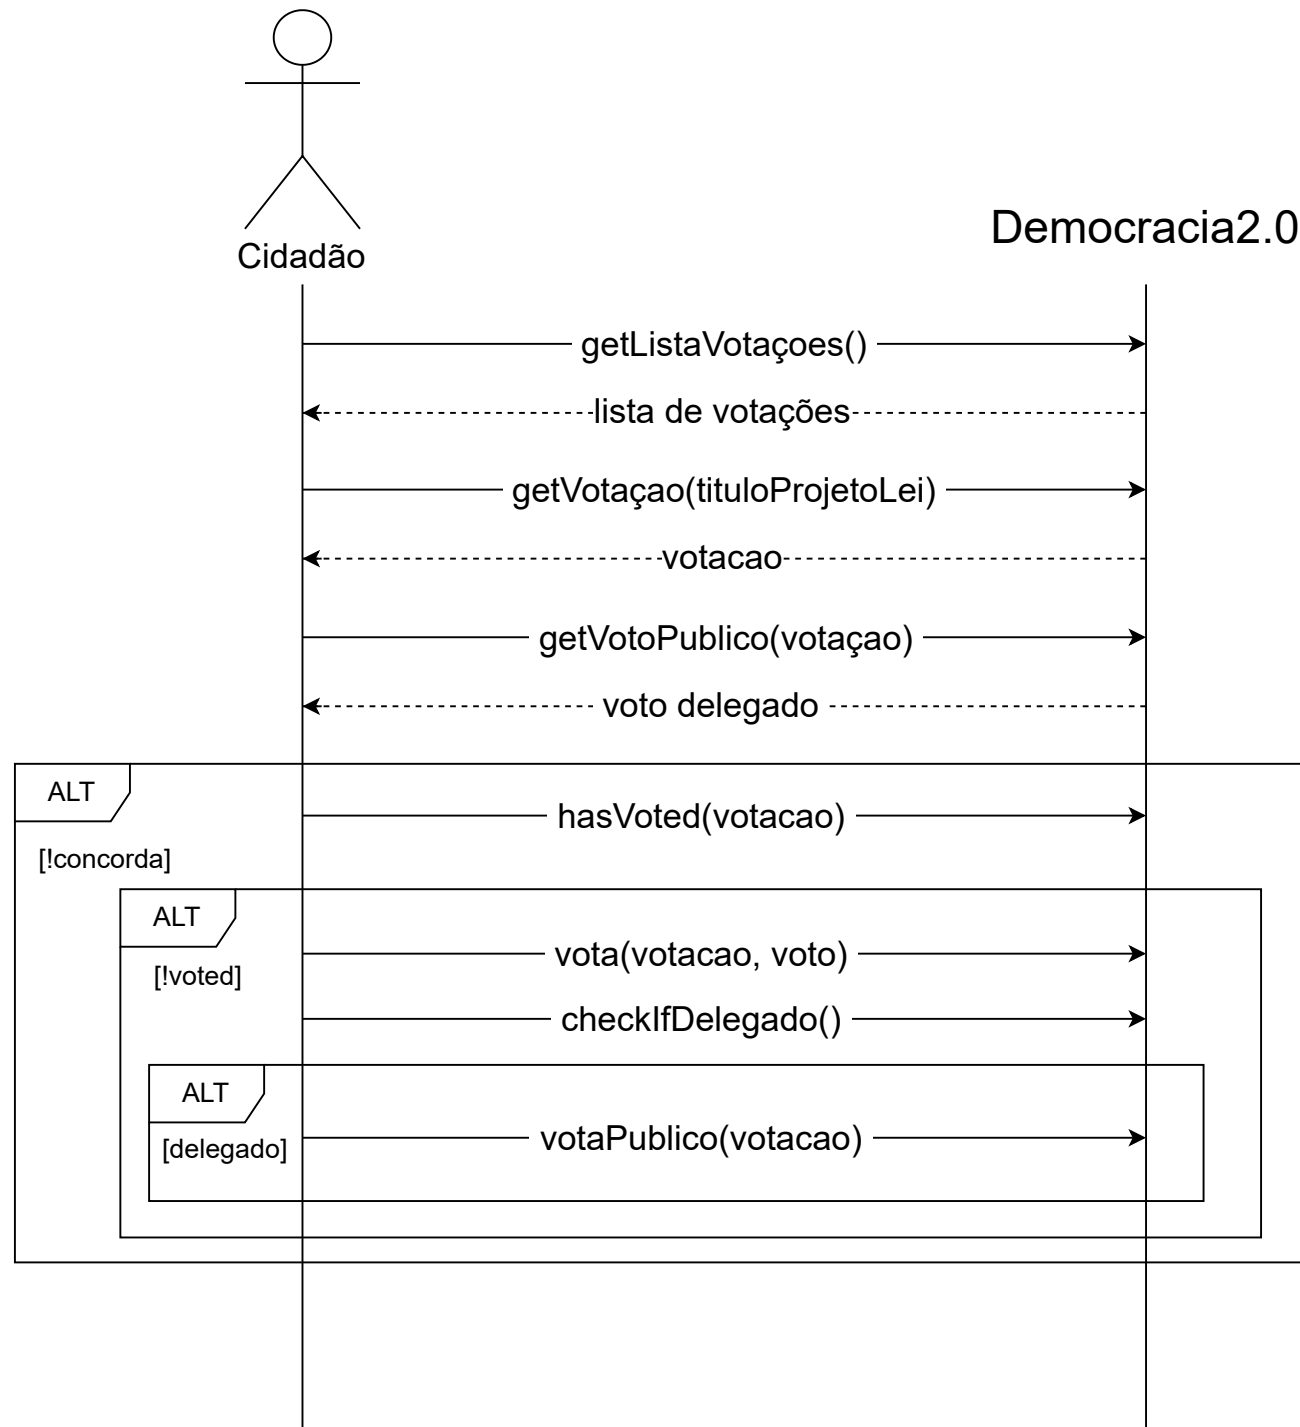 Cidadão
Democracia2.0
getListaVotaçoes()
lista de votações
getVotaçao(tituloProjetoLei)
votacao
getVotoPublico(votaçao)
voto delegado
ALT
hasVoted(votacao)
[!concorda]
ALT
vota(votacao, voto)
[!voted]
checkIfDelegado()
ALT
votaPublico(votacao)
[delegado]